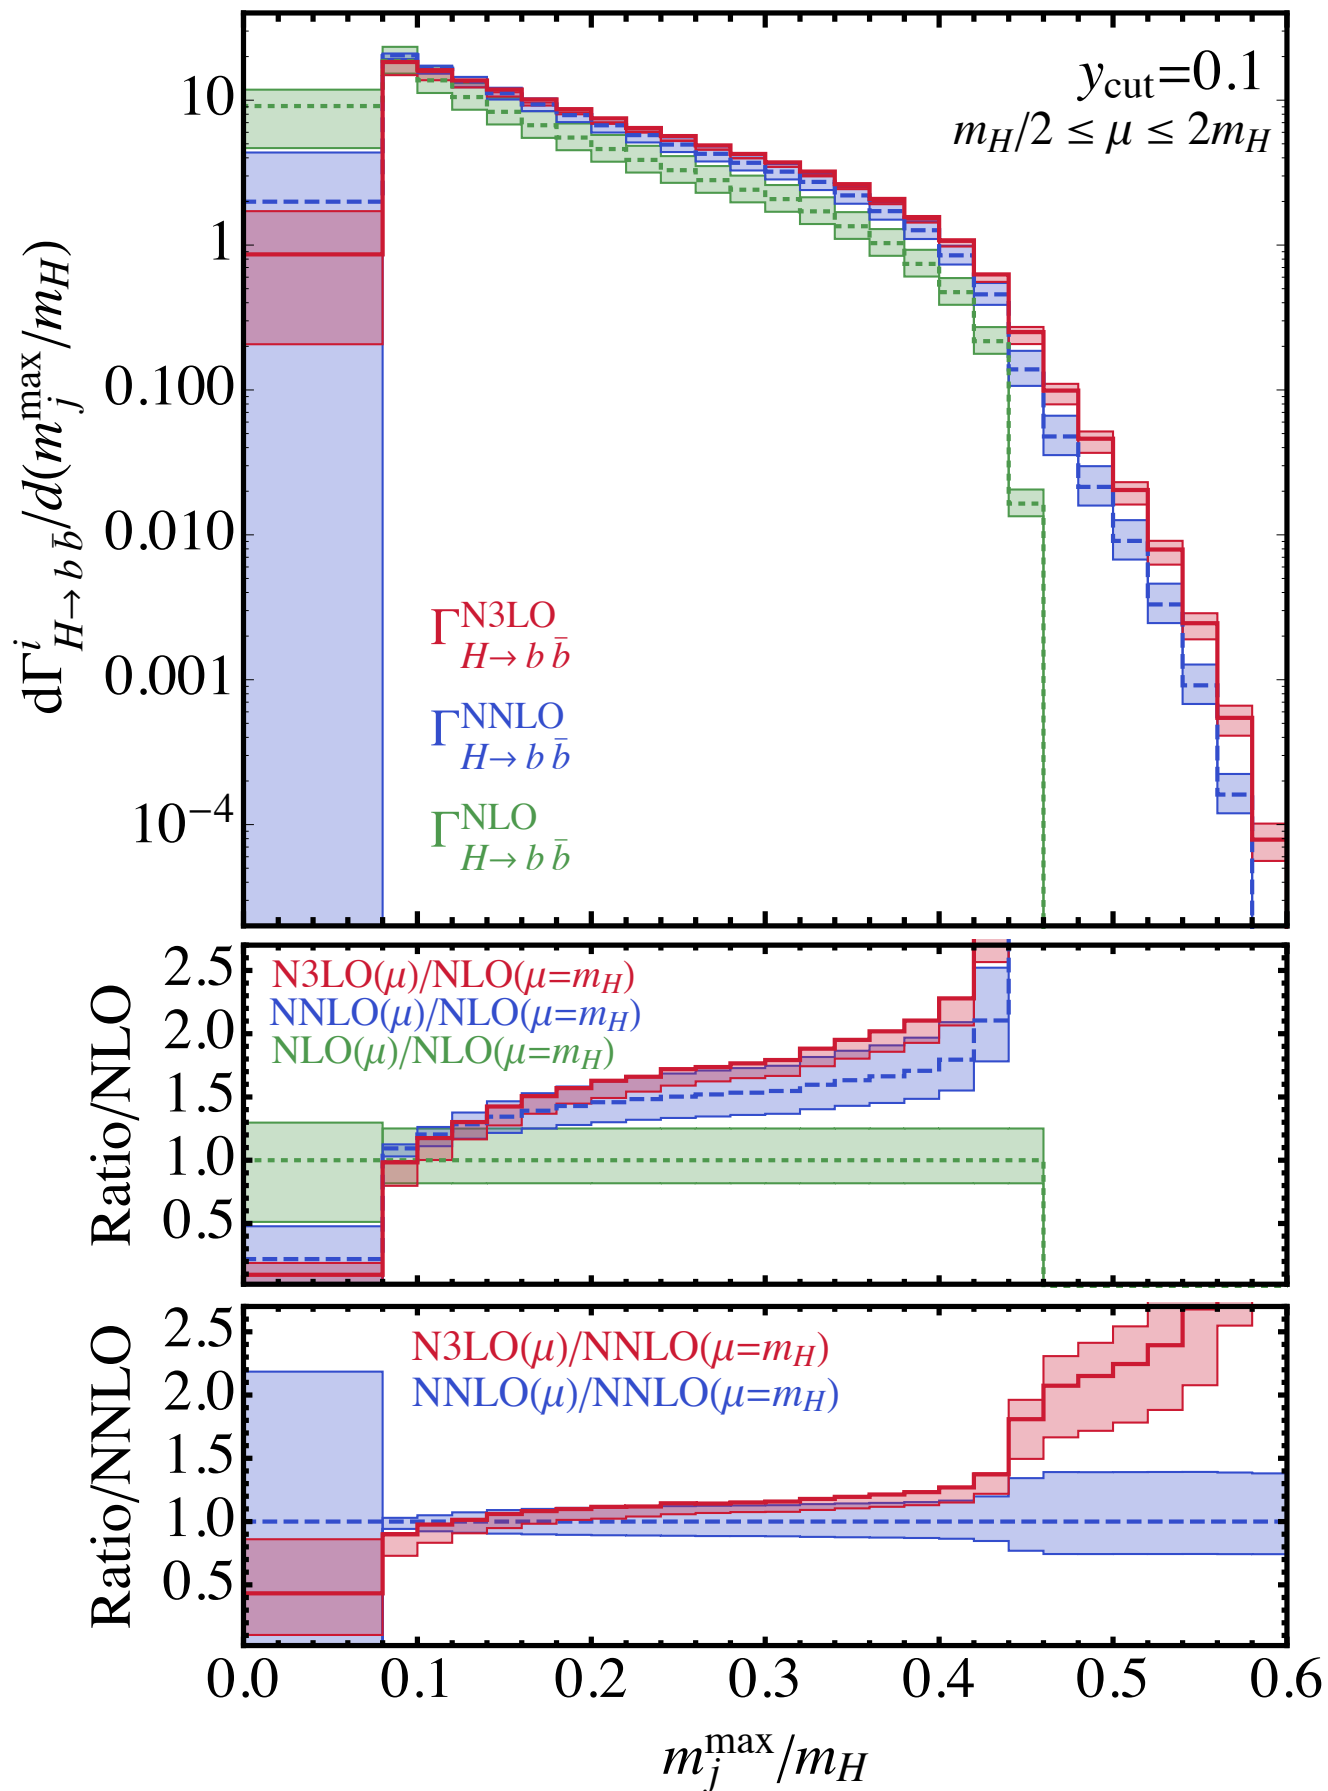 y_cut=0.1
m_H/2 ≤ μ ≤ 2m_H
dΓ^i_{H→b b̄}/d(m_j^max/m_H)
10
1
0.100
0.010
0.001
10^−4
Γ^N3LO_{H→b b̄}
Γ^NNLO_{H→b b̄}
Γ^NLO_{H→b b̄}
Ratio/NLO
2.5
2.0
1.5
1.0
0.5
N3LO(μ)/NLO(μ=m_H)
NNLO(μ)/NLO(μ=m_H)
NLO(μ)/NLO(μ=m_H)
Ratio/NNLO
2.5
2.0
1.5
1.0
0.5
N3LO(μ)/NNLO(μ=m_H)
NNLO(μ)/NNLO(μ=m_H)
0.0 0.1 0.2 0.3 0.4 0.5 0.6
m_j^max/m_H